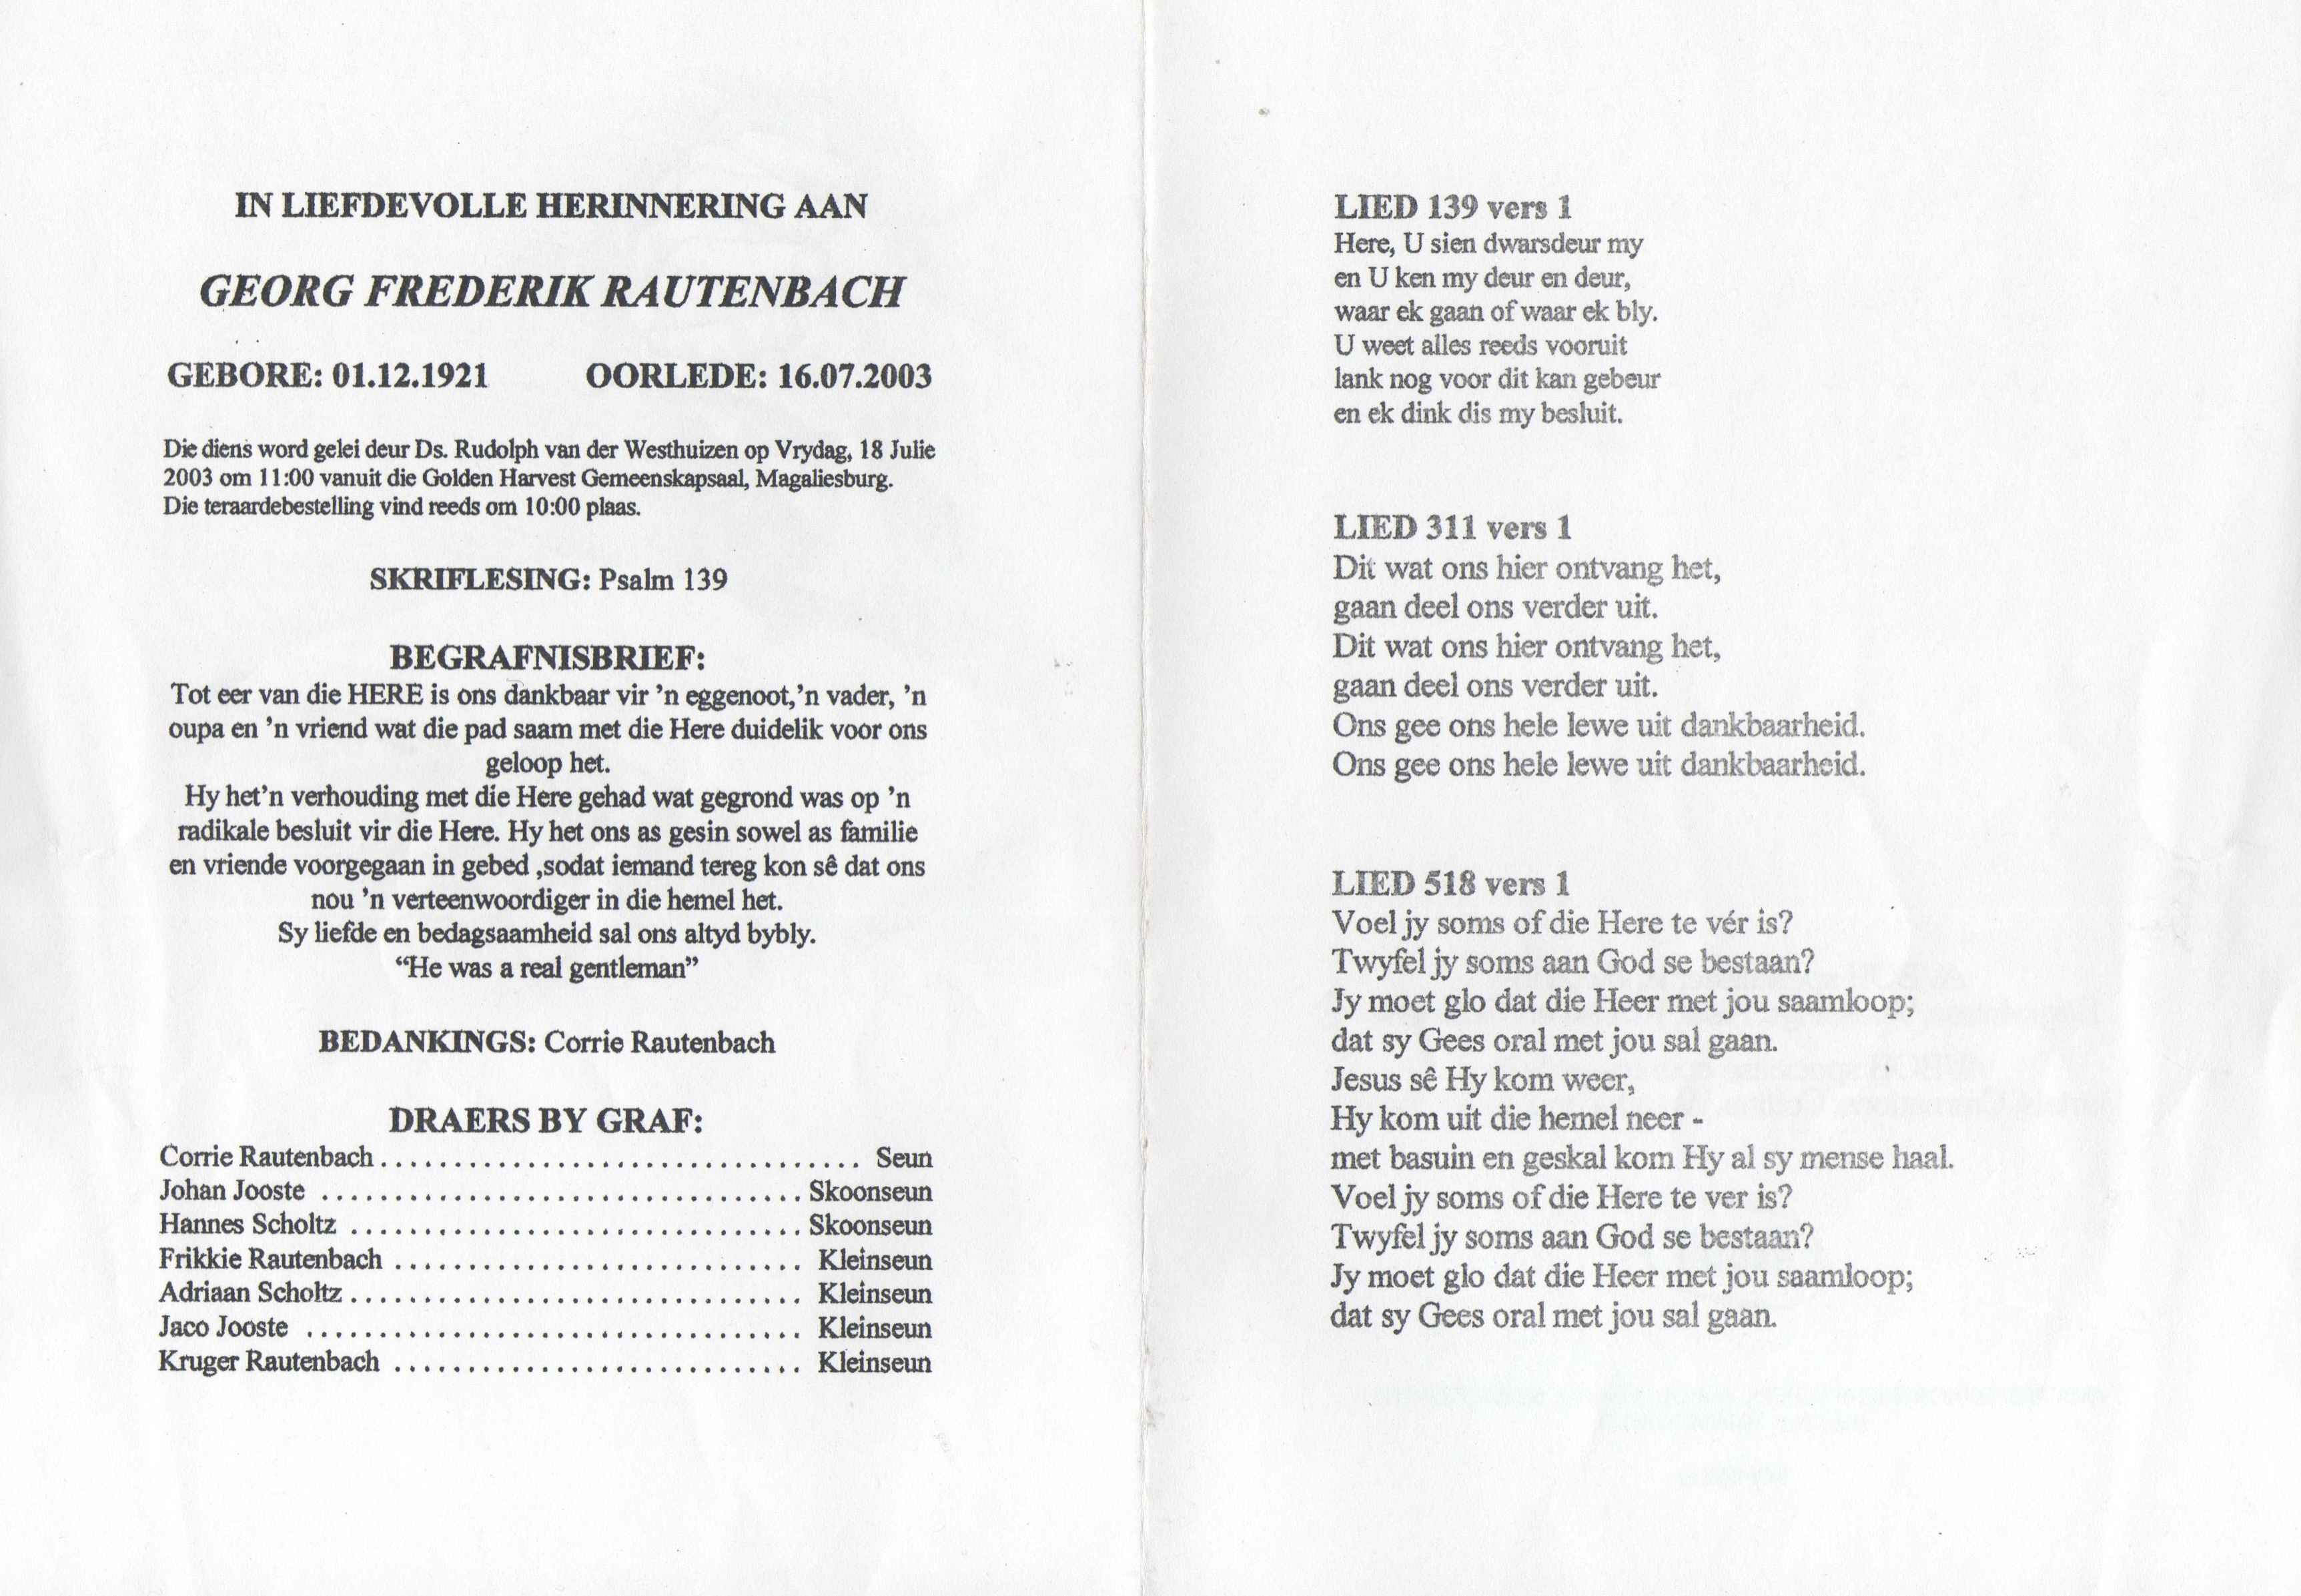 IN LIEFDEVOLLE HERINNERING AAN
GEORG FREDERIK RAUTENBACH
GEBORE: 01.12.1921 OORLEDE: 16.07.2003
Die diens word gelei deur Ds. Rudolph van der Westhuizen op Vrydag, 18 Julie
2003 om 11:00 vanuit die Golden Harvest Gemeenskapsaal, Magaliesburg.
Die teraardebestelling vind reeds om 10:00 plaas.
SKRIFLESING: Psalm 139
BEGRAFNISBRIEF:
Tot eer van die HERE is ons dankbaar vir 'n eggenoot,'n vader, 'n
oupa en 'n vriend wat die pad saam met die Here duidelik voor ons
geloop het.
Hy het'n verhouding met die Here gehad wat gegrond was op 'n
radikale besluit vir die Here. Hy het ons as gesin sowel as familie
en vriende voorgegaan in gebed ,sodat iemand tereg kon sê dat ons
nou 'n verteenwoordiger in die hemel het.
Sy liefde en bedagsaamheid sal ons altyd bybly.
“He was a real gentleman”
BEDANKINGS: Corrie Rautenbach
DRAERS BY GRAF:
Corrie Rautenbach ................................. Seun
Johan Jooste ................................. Skoonseun
Hannes Scholtz ............................... Skoonseun
Frikkie Rautenbach ............................ Kleinseun
Adriaan Scholtz ............................... Kleinseun
Jaco Jooste .................................. Kleinseun
Kruger Rautenbach ............................ Kleinseun
LIED 139 vers 1
Here, U sien dwarsdeur my
en U ken my deur en deur,
waar ek gaan of waar ek bly.
U weet alles reeds vooruit
lank nog voor dit kan gebeur
en ek dink dis my besluit.
LIED 311 vers 1
Dit wat ons hier ontvang het,
gaan deel ons verder uit.
Dit wat ons hier ontvang het,
gaan deel ons verder uit.
Ons gee ons hele lewe uit dankbaarheid.
Ons gee ons hele lewe uit dankbaarheid.
LIED 518 vers 1
Voel jy soms of die Here te vér is?
Twyfel jy soms aan God se bestaan?
Jy moet glo dat die Heer met jou saamloop;
dat sy Gees oral met jou sal gaan.
Jesus sê Hy kom weer,
Hy kom uit die hemel neer -
met basuin en geskal kom Hy al sy mense haal.
Voel jy soms of die Here te ver is?
Twyfel jy soms aan God se bestaan?
Jy moet glo dat die Heer met jou saamloop;
dat sy Gees oral met jou sal gaan.